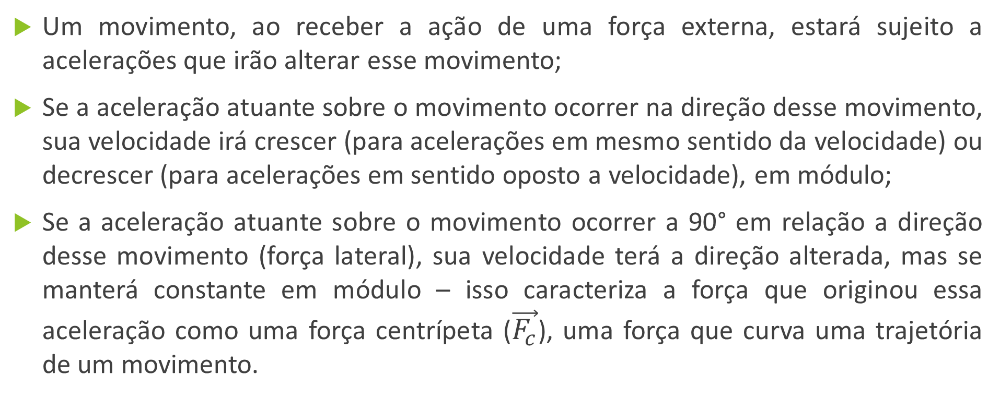 Um movimento, ao receber a ação de uma força externa, estará sujeito a
acelerações que irão alterar esse movimento;
Se a aceleração atuante sobre o movimento ocorrer na direção desse movimento,
sua velocidade irá crescer (para acelerações em mesmo sentido da velocidade) ou
decrescer (para acelerações em sentido oposto a velocidade), em módulo;
Se a aceleração atuante sobre o movimento ocorrer a 90° em relação a direção
desse movimento (força lateral), sua velocidade terá a direção alterada, mas se
manterá constante em módulo – isso caracteriza a força que originou essa
aceleração como uma força centrípeta (\overrightarrow{F_c}), uma força que curva uma trajetória
de um movimento.